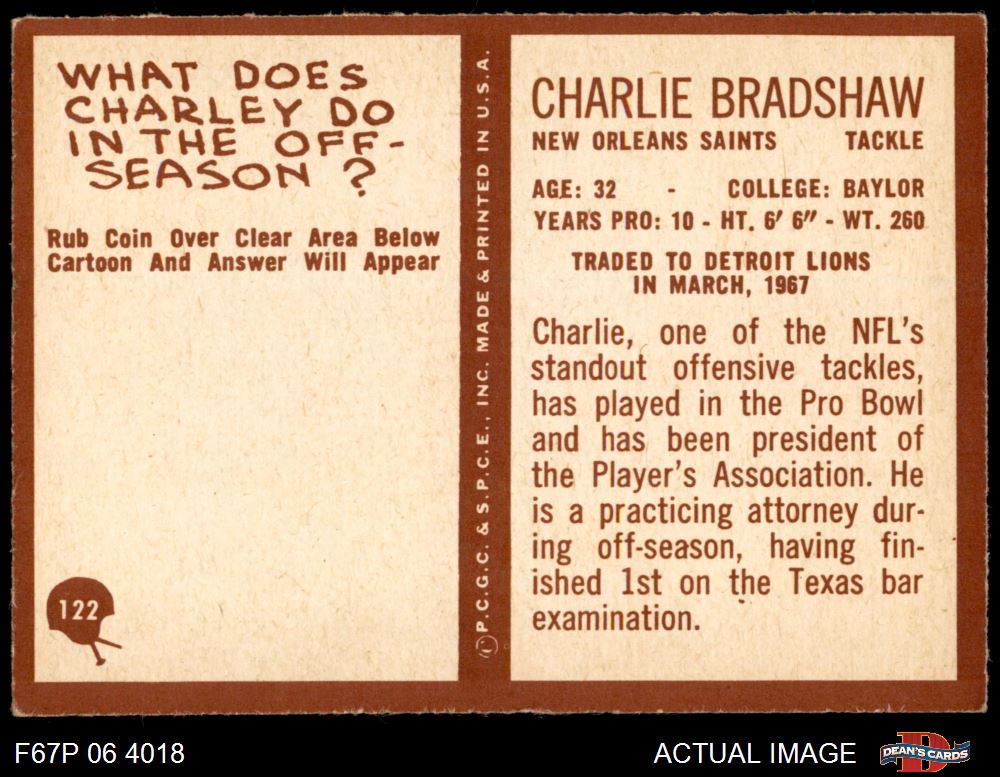 WHAT DOES
CHARLEY DO
IN THE OFF-
SEASON ?
Rub Coin Over Clear Area Below
Cartoon And Answer Will Appear
122
©P.C.G.C. & S.P.C.E., INC. MADE & PRINTED IN U.S.A.
CHARLIE BRADSHAW
NEW ORLEANS SAINTS TACKLE
AGE: 32 - COLLEGE: BAYLOR
YEARS PRO: 10 - HT. 6' 6" - WT. 260
TRADED TO DETROIT LIONS
IN MARCH, 1967
Charlie, one of the NFL's
standout offensive tackles,
has played in the Pro Bowl
and has been president of
the Player's Association. He
is a practicing attorney dur-
ing off-season, having fin-
ished 1st on the Texas bar
examination.
F67P 06 4018
ACTUAL IMAGE
DEAN'S CARDS